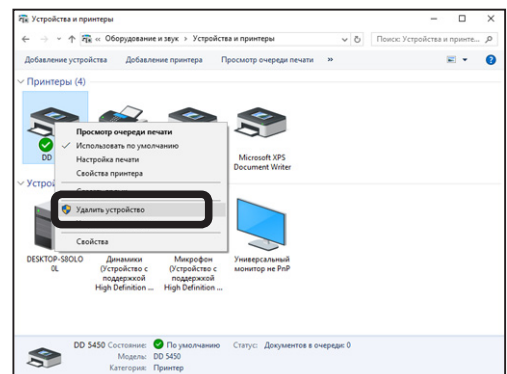 Устройства и принтеры
« Оборудование и звук › Устройства и принтеры
Поиск: Устройства и принте...
Добавление устройства Добавление принтера Просмотр очереди печати »
Принтеры (4)
DD
Просмотр очереди печати
Использовать по умолчанию
Настройка печати
Свойства принтера
Удалить устройство
Свойства
Microsoft XPS
Document Writer
DESKTOP-S8OLO
0L
Динамики
(Устройство с
поддержкой
High Definition ...
Микрофон
(Устройство с
поддержкой
High Definition ...
Универсальный
монитор не PnP
DD 5450 Состояние: По умолчанию Статус: Документов в очереди: 0
Модель: DD 5450
Категория: Принтер